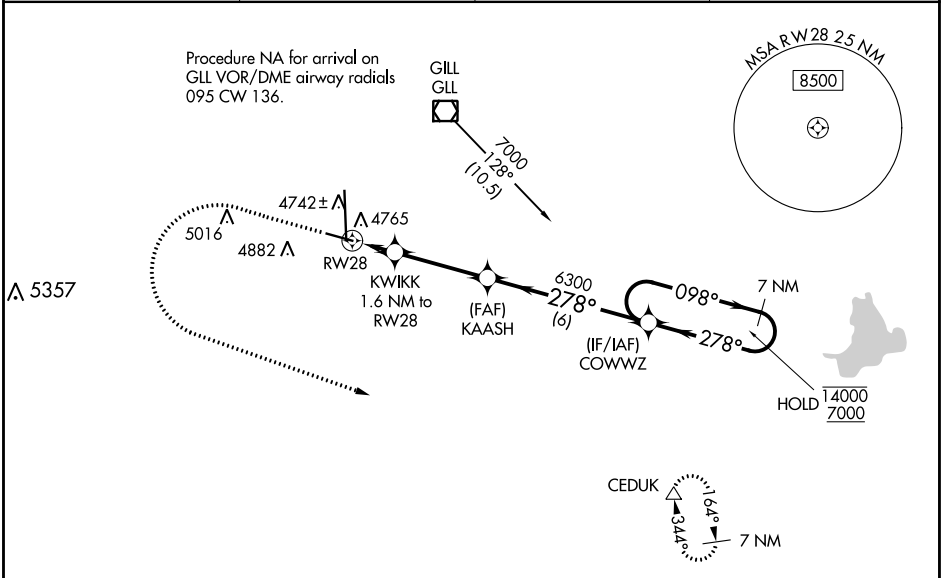 Procedure NA for arrival on
GLL VOR/DME airway radials
095 CW 136.
GILL
GLL
MSA RW28 25 NM
8500
7000
128°
(10.5)
4742±
4765
5016
4882
RW28
5357
KWIKK
1.6 NM to
RW28
(FAF)
KAASH
6300
278°
(6)
098°
7 NM
278°
(IF/IAF)
COWWZ
HOLD
14000
7000
CEDUK
164°
344°
7 NM